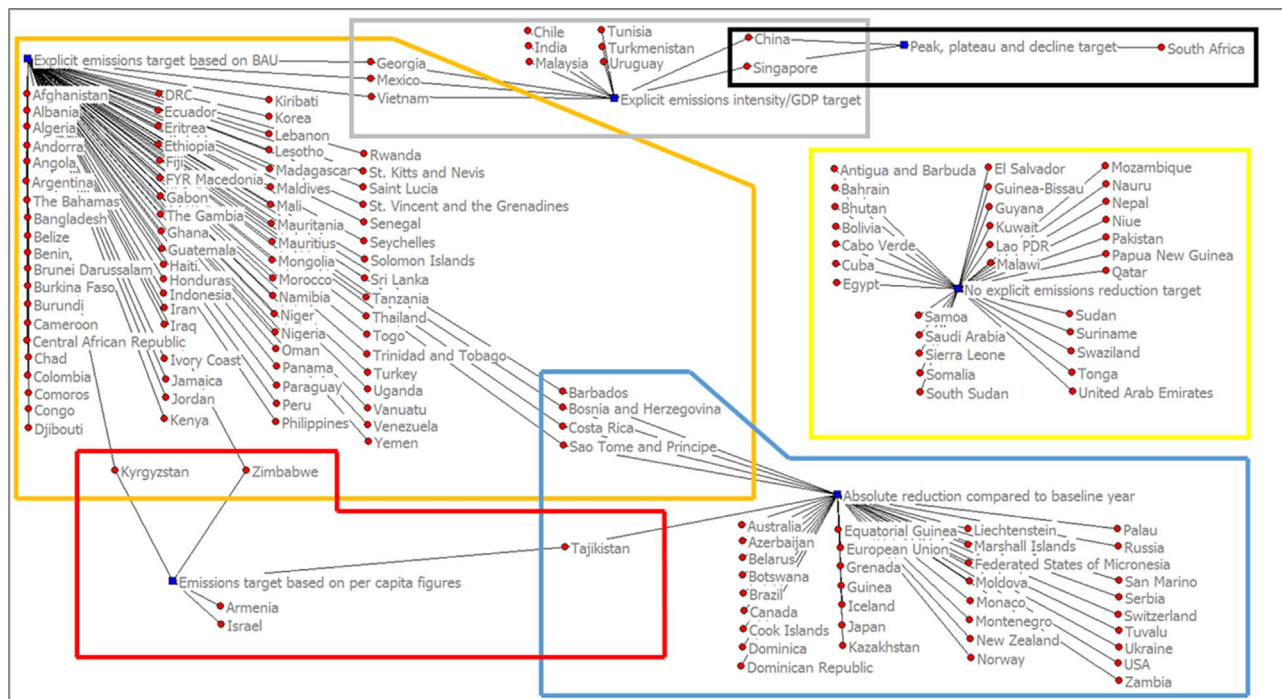 Explicit emissions target based on BAU
Georgia
Mexico
Vietnam
Chile
India
Malaysia
Tunisia
Turkmenistan
Uruguay
Explicit emissions intensity/GDP target
China
Singapore
Peak, plateau and decline target
South Africa
Afghanistan
Albania
Algeria
Andorra
Angola
Argentina
The Bahamas
Bangladesh
Belize
Benin
Brunei Darussalam
Burkina Faso
Burundi
Cameroon
Central African Republic
Chad
Colombia
Comoros
Congo
Djibouti
DRC
Ecuador
Eritrea
Ethiopia
Fiji
FYR Macedonia
Gabon
The Gambia
Ghana
Guatemala
Haiti
Honduras
Indonesia
Iran
Iraq
Ivory Coast
Jamaica
Jordan
Kenya
Kiribati
Korea
Lebanon
Lesotho
Madagascar
Maldives
Mali
Mauritania
Mauritius
Mongolia
Morocco
Namibia
Niger
Nigeria
Oman
Panama
Paraguay
Peru
Philippines
Rwanda
St. Kitts and Nevis
Saint Lucia
St. Vincent and the Grenadines
Senegal
Seychelles
Solomon Islands
Sri Lanka
Tanzania
Thailand
Togo
Trinidad and Tobago
Turkey
Uganda
Vanuatu
Venezuela
Yemen
Antigua and Barbuda
Bahrain
Bhutan
Bolivia
Cabo Verde
Cuba
Egypt
El Salvador
Guinea-Bissau
Guyana
Kuwait
Lao PDR
Malawi
Mozambique
Nauru
Nepal
Niue
Pakistan
Papua New Guinea
Qatar
No explicit emissions reduction target
Samoa
Saudi Arabia
Sierra Leone
Somalia
South Sudan
Sudan
Suriname
Swaziland
Tonga
United Arab Emirates
Barbados
Bosnia and Herzegovina
Costa Rica
Sao Tome and Principe
Kyrgyzstan
Zimbabwe
Tajikistan
Emissions target based on per capita figures
Armenia
Israel
Absolute reduction compared to baseline year
Australia
Azerbaijan
Belarus
Botswana
Brazil
Canada
Cook Islands
Dominica
Dominican Republic
Equatorial Guinea
European Union
Grenada
Guinea
Iceland
Japan
Kazakhstan
Liechtenstein
Marshall Islands
Federated States of Micronesia
Moldova
Monaco
Montenegro
New Zealand
Norway
Palau
Russia
San Marino
Serbia
Switzerland
Tuvalu
Ukraine
USA
Zambia